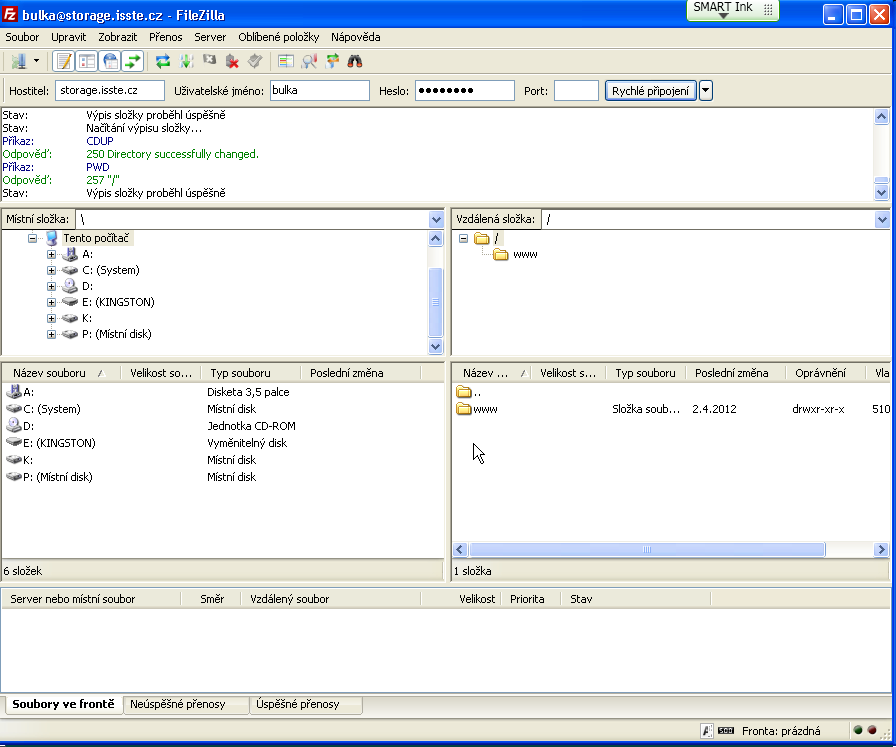 bulka@storage.isste.cz - FileZilla
SMART Ink
Soubor Upravit Zobrazit Přenos Server Oblíbené položky Nápověda
Hostitel: storage.isste.cz Uživatelské jméno: bulka Heslo: ●●●●●●●● Port: Rychlé připojení
Stav: Výpis složky proběhl úspěšně
Stav: Načítání výpisu složky...
Příkaz: CDUP
Odpověď: 250 Directory successfully changed.
Příkaz: PWD
Odpověď: 257 "/"
Stav: Výpis složky proběhl úspěšně
Místní složka: \
Tento počítač
A:
C: (System)
D:
E: (KINGSTON)
K:
P: (Místní disk)
Vzdálená složka: /
/
www
Název souboru Velikost so... Typ souboru Poslední změna
A: Disketa 3,5 palce
C: (System) Místní disk
D: Jednotka CD-ROM
E: (KINGSTON) Vyměnitelný disk
K: Místní disk
P: (Místní disk) Místní disk
6 složek
Název ... Velikost s... Typ souboru Poslední změna Oprávnění Vla
..
www Složka soub... 2.4.2012 drwxr-xr-x 510
1 složka
Server nebo místní soubor Směr Vzdálený soubor Velikost Priorita Stav
Soubory ve frontě Neúspěšné přenosy Úspěšné přenosy
Fronta: prázdná